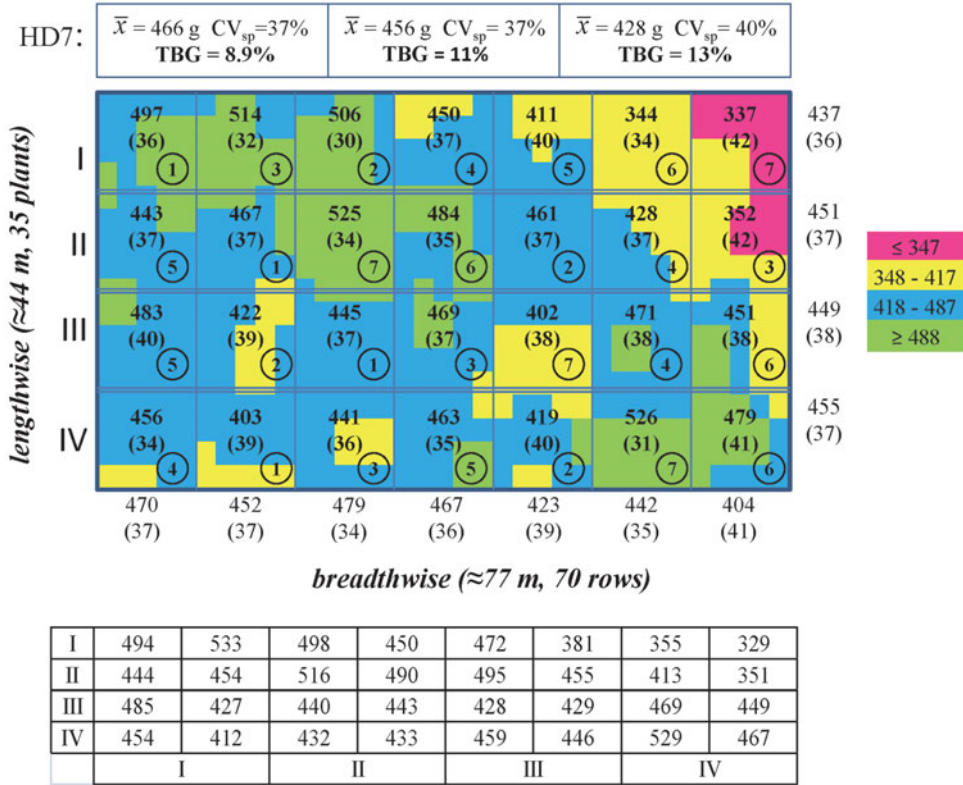 HD7: x̄ = 466 g CVsp=37% x̄ = 456 g CVsp=37% x̄ = 428 g CVsp= 40%
TBG = 8.9% TBG = 11% TBG = 13%
lengthwise (≈44 m, 35 plants)
I 497 514 506 450 411 344 337 437
(36) (32) (30) (37) (40) (34) (42) (36)
1 3 2 4 5 6 7
II 443 467 525 484 461 428 352 451
(37) (37) (34) (35) (37) (37) (42) (37)
5 1 7 6 2 4 3
≤ 347
348 - 417
418 - 487
≥ 488
III 483 422 445 469 402 471 451 449
(40) (39) (37) (37) (38) (38) (38) (38)
5 2 1 3 7 4 6
IV 456 403 441 463 419 526 479 455
(34) (39) (36) (35) (40) (31) (41) (37)
4 1 3 5 2 7 6
470 452 479 467 423 442 404
(37) (37) (34) (36) (39) (35) (41)
breadthwise (≈77 m, 70 rows)
I 494 533 498 450 472 381 355 329
II 444 454 516 490 495 455 413 351
III 485 427 440 443 428 429 469 449
IV 454 412 432 433 459 446 529 467
I II III IV